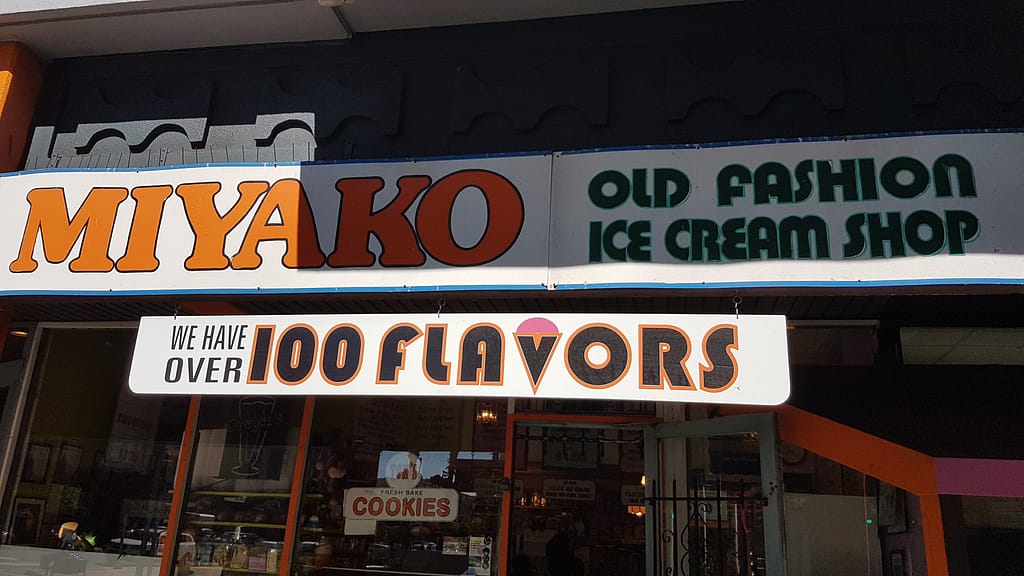 MIYAKO
OLD FASHION
ICE CREAM SHOP
WE HAVE
OVER
100 FLAVORS
FRESH BAKE
COOKIES